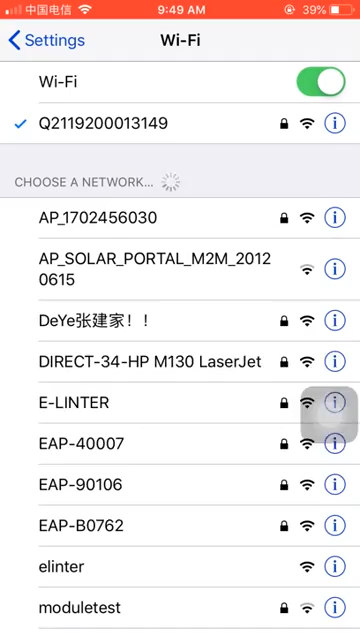 中国电信
9:49 AM
39%
Settings
Wi-Fi
Wi-Fi
Q2119200013149
CHOOSE A NETWORK...
AP_1702456030
AP_SOLAR_PORTAL_M2M_2012
0615
DeYe张建家！！
DIRECT-34-HP M130 LaserJet
E-LINTER
EAP-40007
EAP-90106
EAP-B0762
elinter
moduletest